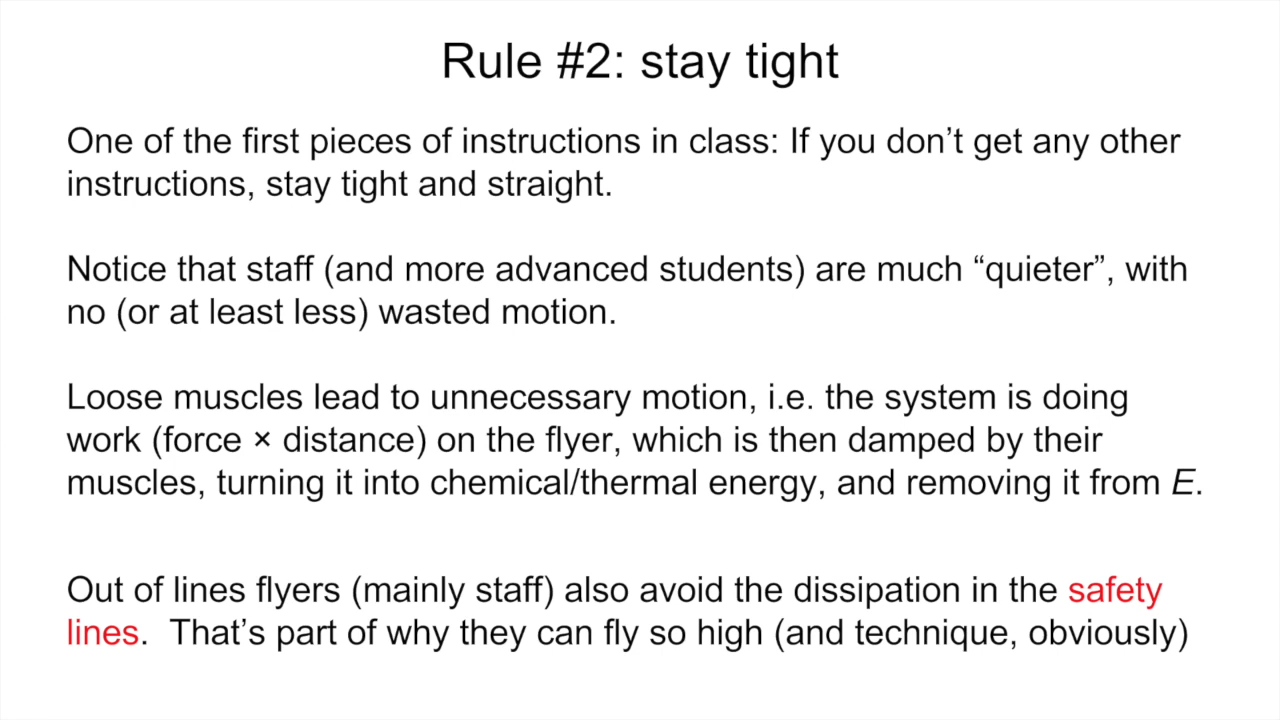 Rule #2: stay tight
One of the first pieces of instructions in class: If you don’t get any other
instructions, stay tight and straight.
Notice that staff (and more advanced students) are much “quieter”, with
no (or at least less) wasted motion.
Loose muscles lead to unnecessary motion, i.e. the system is doing
work (force × distance) on the flyer, which is then damped by their
muscles, turning it into chemical/thermal energy, and removing it from E.
Out of lines flyers (mainly staff) also avoid the dissipation in the safety
lines.  That’s part of why they can fly so high (and technique, obviously)